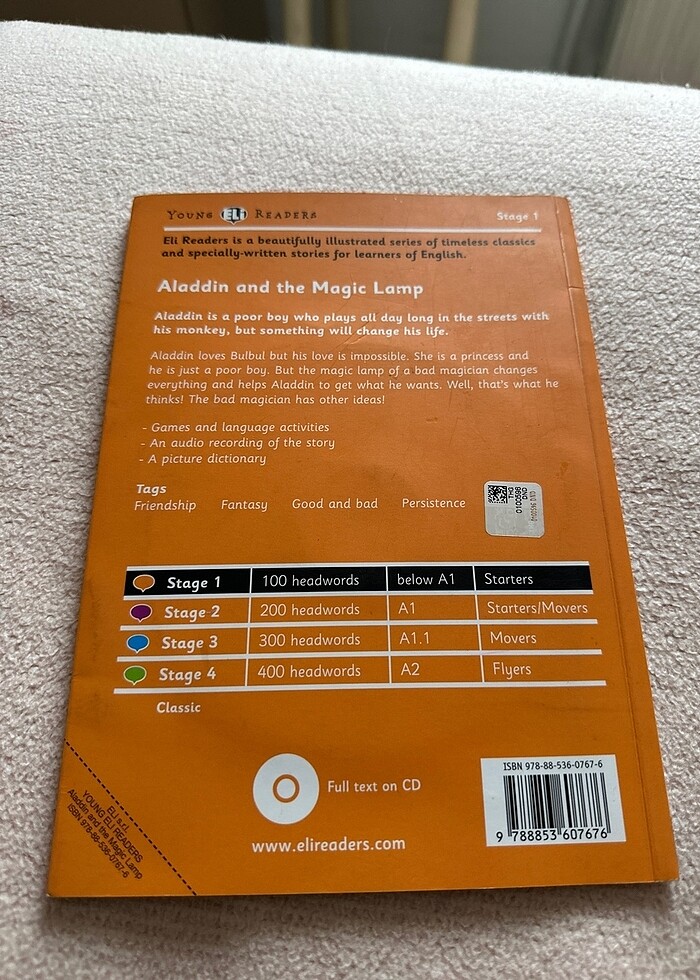 YOUNG ELI READERS
Stage 1
Eli Readers is a beautifully illustrated series of timeless classics
and specially-written stories for learners of English.
Aladdin and the Magic Lamp
Aladdin is a poor boy who plays all day long in the streets with
his monkey, but something will change his life.
Aladdin loves Bulbul but his love is impossible. She is a princess and
he is just a poor boy. But the magic lamp of a bad magician changes
everything and helps Aladdin to get what he wants. Well, that's what he
thinks! The bad magician has other ideas!
- Games and language activities
- An audio recording of the story
- A picture dictionary
Tags
Friendship Fantasy Good and bad Persistence
Stage 1 100 headwords below A1 Starters
Stage 2 200 headwords A1 Starters/Movers
Stage 3 300 headwords A1.1 Movers
Stage 4 400 headwords A2 Flyers
Classic
Full text on CD
www.elireaders.com
ISBN 978-88-536-0767-6
9 788853 607676
ELI s.r.l.
YOUNG ELI READERS
Aladdin and the Magic Lamp
ISBN 978-88-536-0767-6